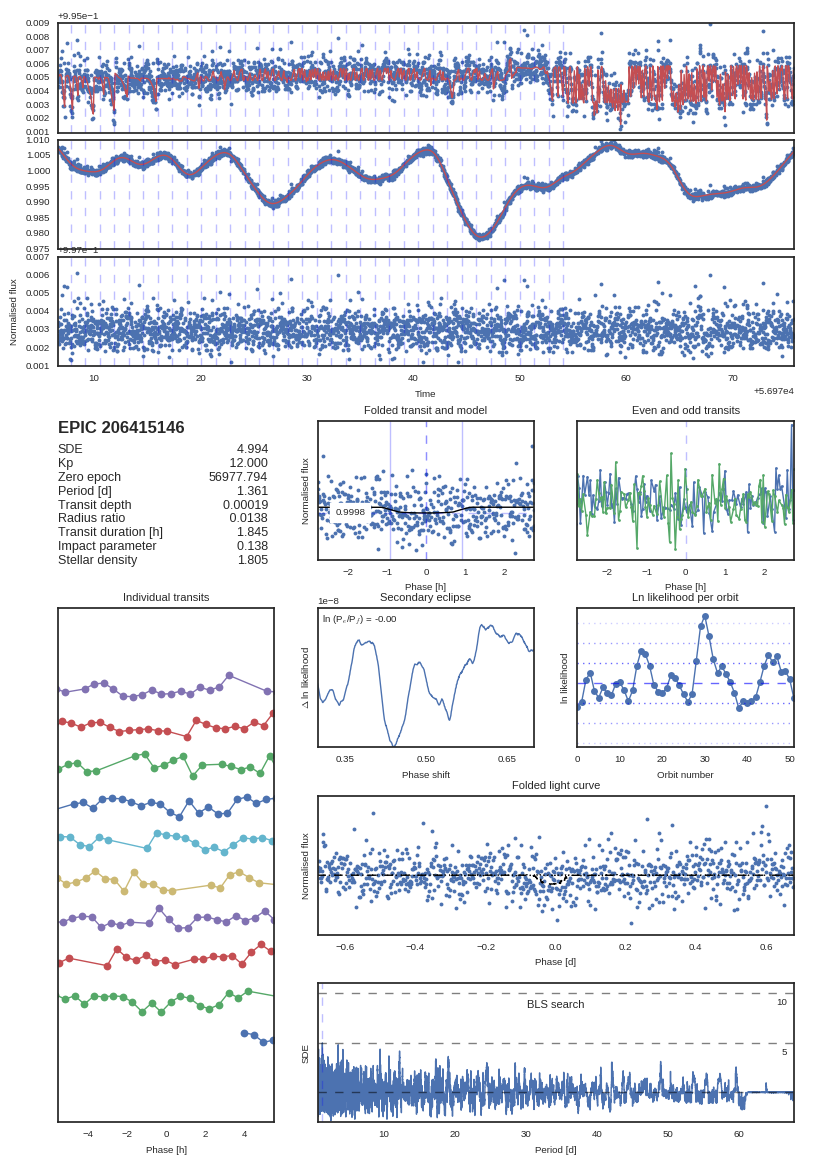 +9.95e−1
0.009
0.008
0.007
0.006
0.005
0.004
0.003
0.002
0.001
1.010
1.005
1.000
0.995
0.990
0.985
0.980
0.975
+9.97e−1
0.007
0.006
0.005
0.004
0.003
0.002
0.001
Normalised flux
10 20 30 40 50 60 70
Time
+5.697e4
EPIC 206415146
SDE 4.994
Kp 12.000
Zero epoch 56977.794
Period [d] 1.361
Transit depth 0.00019
Radius ratio 0.0138
Transit duration [h] 1.845
Impact parameter 0.138
Stellar density 1.805
Folded transit and model
Normalised flux
0.9998
−2 −1 0 1 2
Phase [h]
Even and odd transits
−2 −1 0 1 2
Phase [h]
Individual transits
−4 −2 0 2 4
Phase [h]
Secondary eclipse
1e−8
ln (Pₑ/P𝑓) = -0.00
Δ ln likelihood
0.35 0.50 0.65
Phase shift
Ln likelihood per orbit
ln likelihood
0 10 20 30 40 50
Orbit number
Folded light curve
Normalised flux
−0.6 −0.4 −0.2 0.0 0.2 0.4 0.6
Phase [d]
BLS search
10
5
SDE
10 20 30 40 50 60
Period [d]